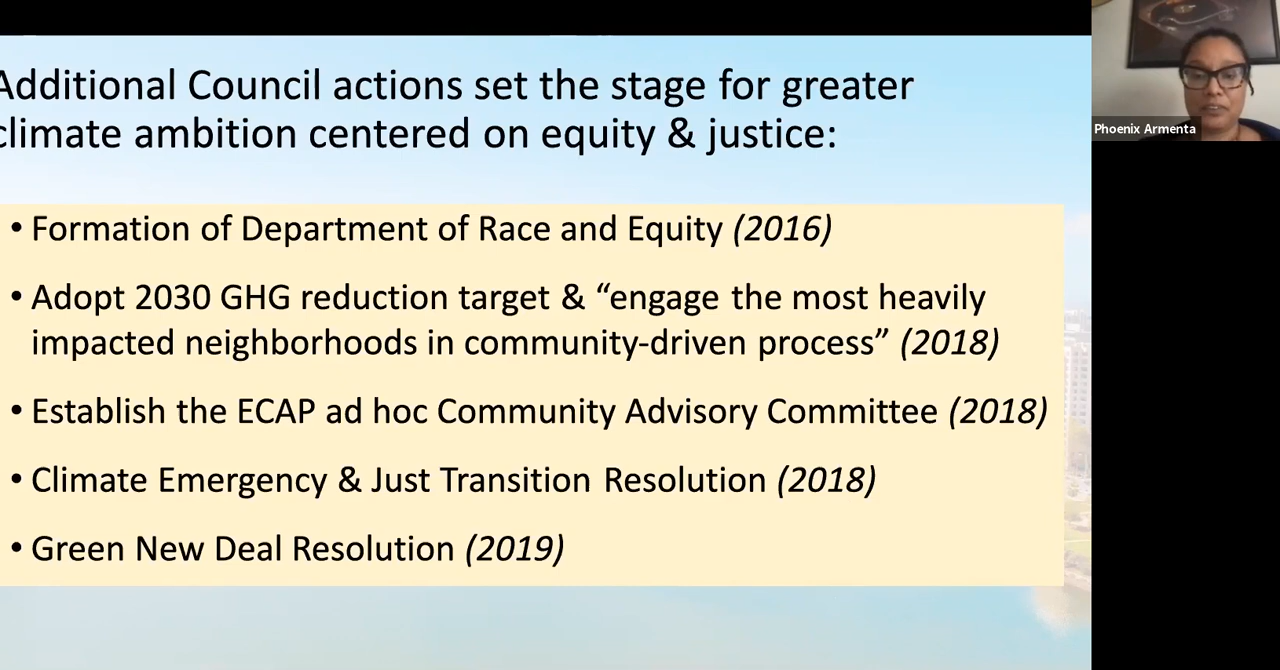 Additional Council actions set the stage for greater
climate ambition centered on equity & justice:
• Formation of Department of Race and Equity (2016)
• Adopt 2030 GHG reduction target & “engage the most heavily
impacted neighborhoods in community-driven process” (2018)
• Establish the ECAP ad hoc Community Advisory Committee (2018)
• Climate Emergency & Just Transition Resolution (2018)
• Green New Deal Resolution (2019)
Phoenix Armenta